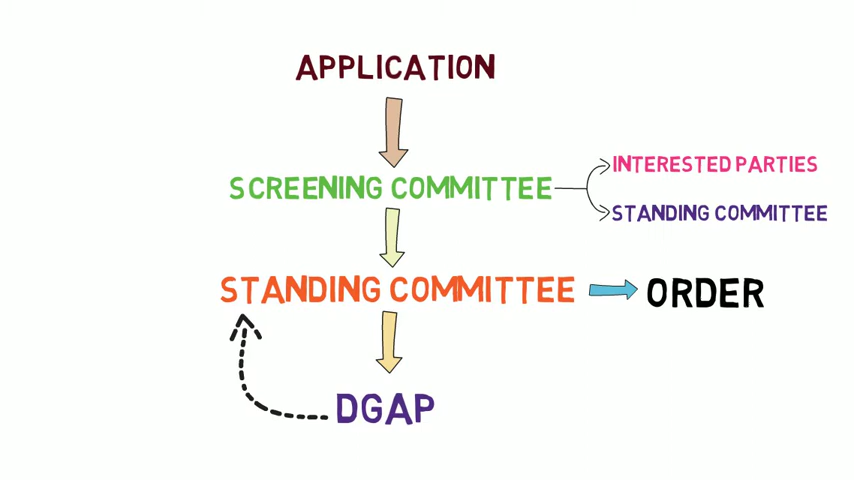 APPLICATION
SCREENING COMMITTEE
INTERESTED PARTIES
STANDING COMMITTEE
STANDING COMMITTEE
ORDER
DGAP